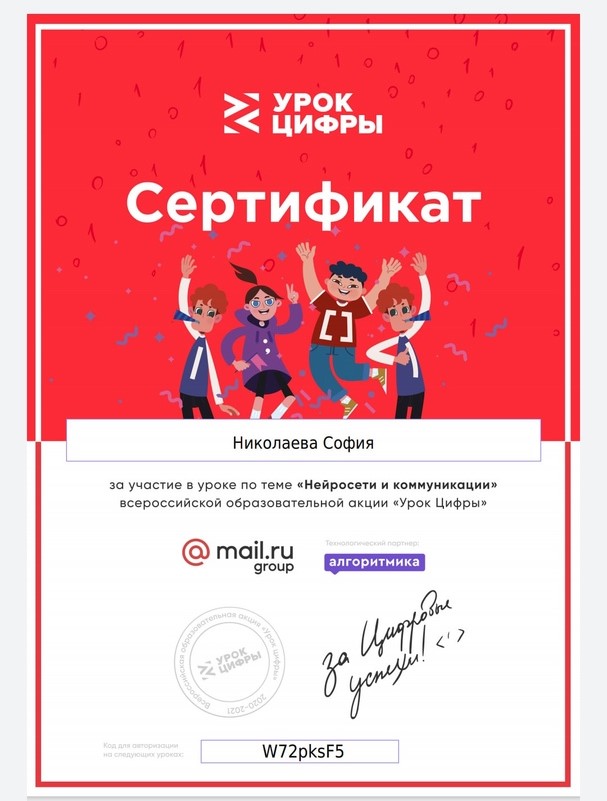 УРОК
ЦИФРЫ
Сертификат
Николаева София
за участие в уроке по теме «Нейросети и коммуникации»
всероссийской образовательной акции «Урок Цифры»
@mail.ru
group
Технологический партнер:
алгоритмика
за Цифровые
успехи! <'>
Всероссийская образовательная акция «Урок цифры»
УРОК
ЦИФРЫ
2020-2021
Код для авторизации
на следующих уроках:
W72pksF5